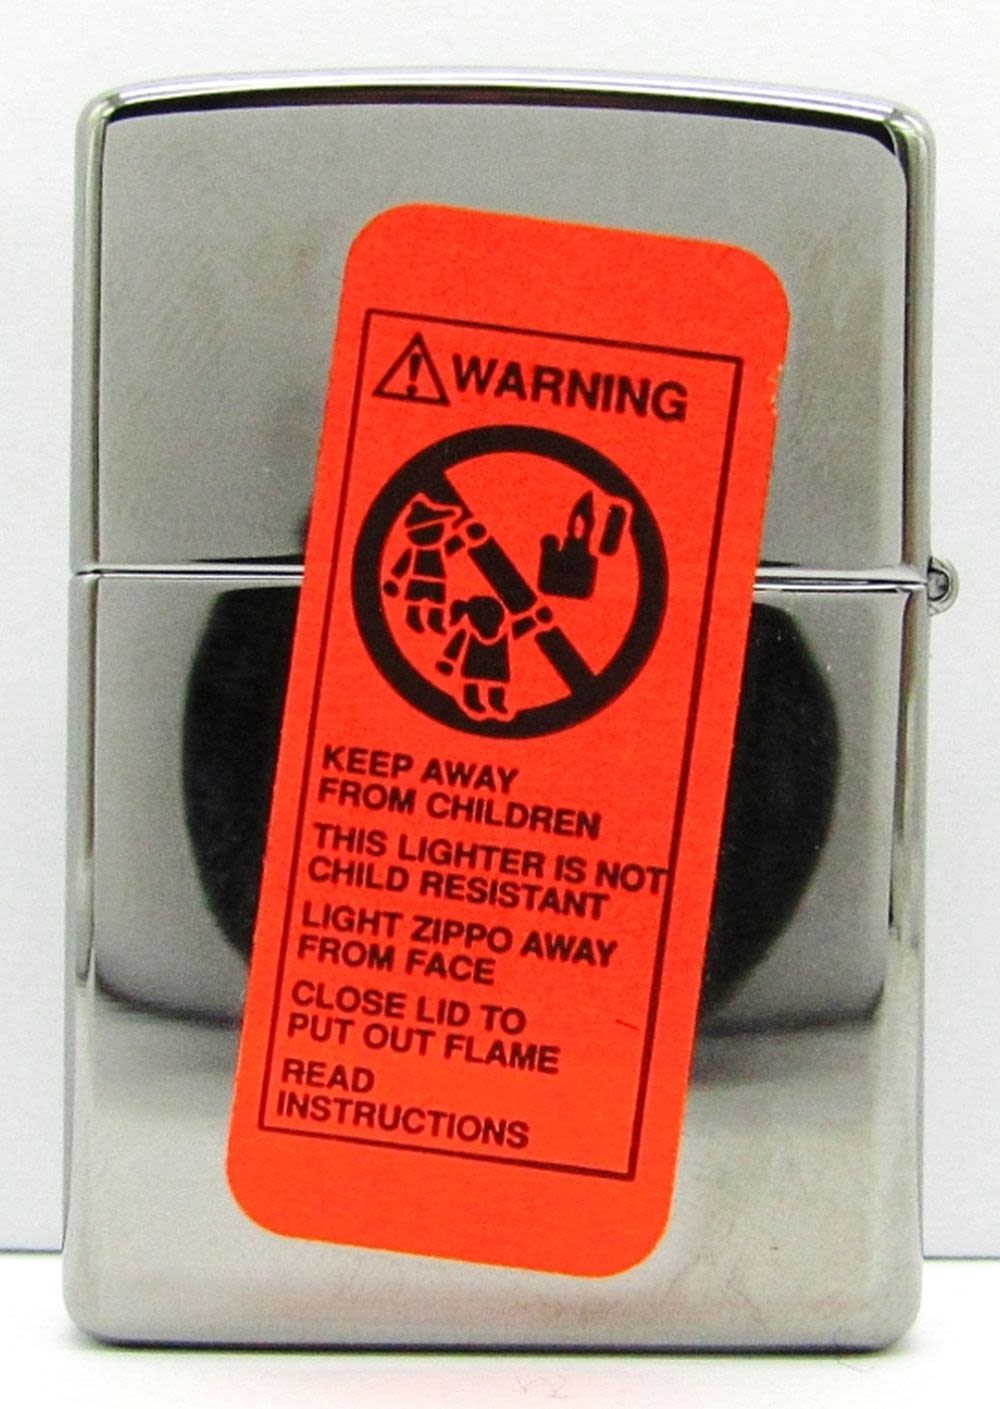 WARNING
KEEP AWAY
FROM CHILDREN
THIS LIGHTER IS NOT
CHILD RESISTANT
LIGHT ZIPPO AWAY
FROM FACE
CLOSE LID TO
PUT OUT FLAME
READ
INSTRUCTIONS